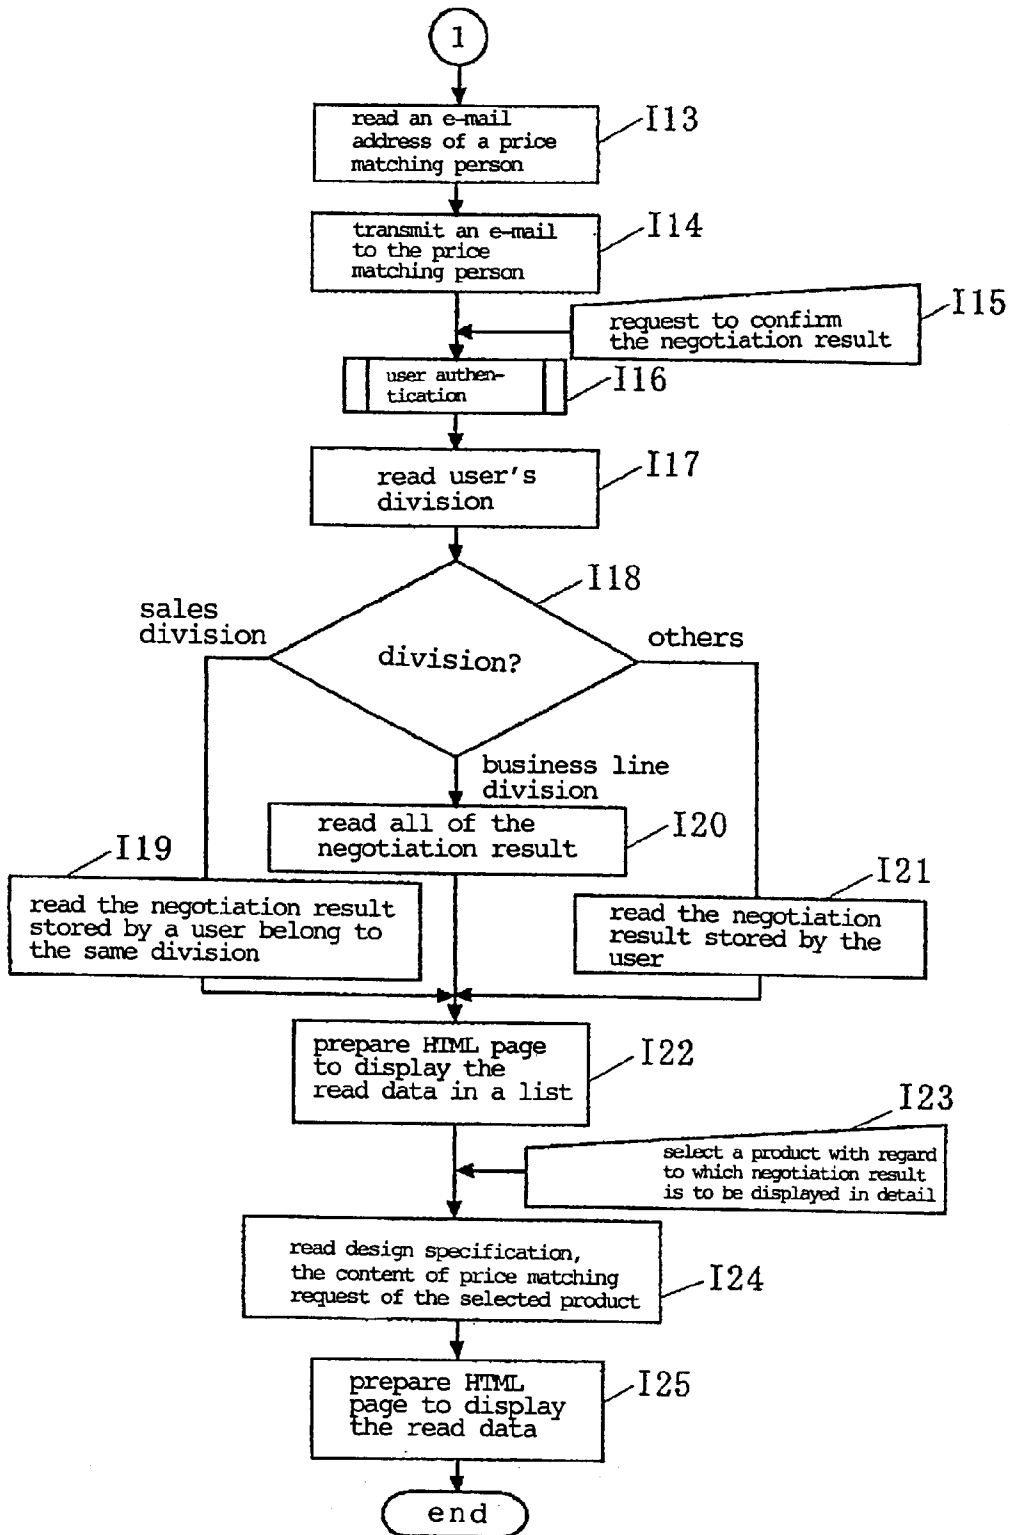 1
read an e-mail
address of a price
matching person
I13
transmit an e-mail
to the price
matching person
I14
request to confirm
the negotiation result
I15
user authen-
tication
I16
read user's
division
I17
I18
sales
division
division?
others
business line
division
read all of the
negotiation result
I20
I19
read the negotiation result
stored by a user belong to
the same division
I21
read the negotiation
result stored by the
user
prepare HTML page
to display the
read data in a list
I22
I23
select a product with regard
to which negotiation result
is to be displayed in detail
read design specification,
the content of price matching
request of the selected product
I24
prepare HTML
page to display
the read data
I25
end